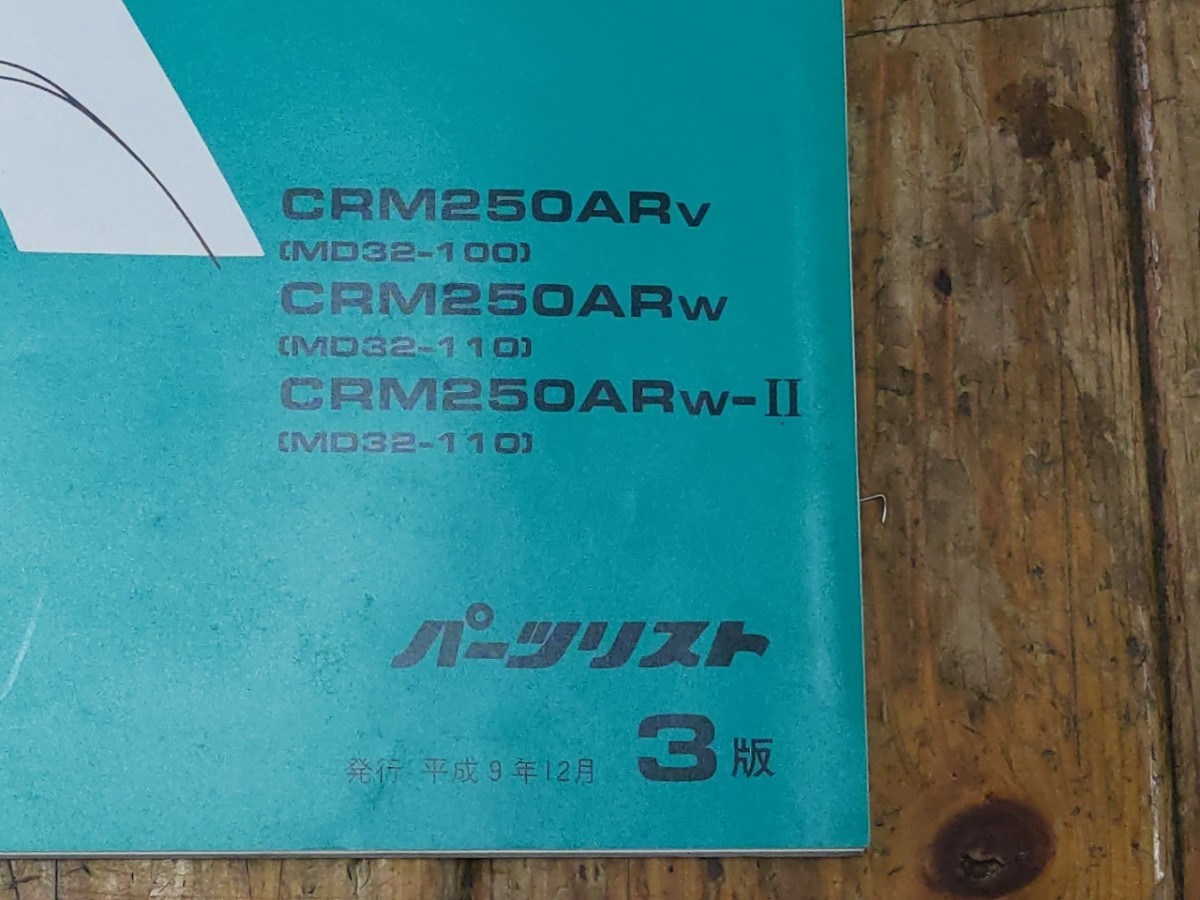 CRM250ARV
(MD32-100)
CRM250ARW
(MD32-110)
CRM250ARW-II
(MD32-110)
パーツリスト
発行 平成9年12月 3版